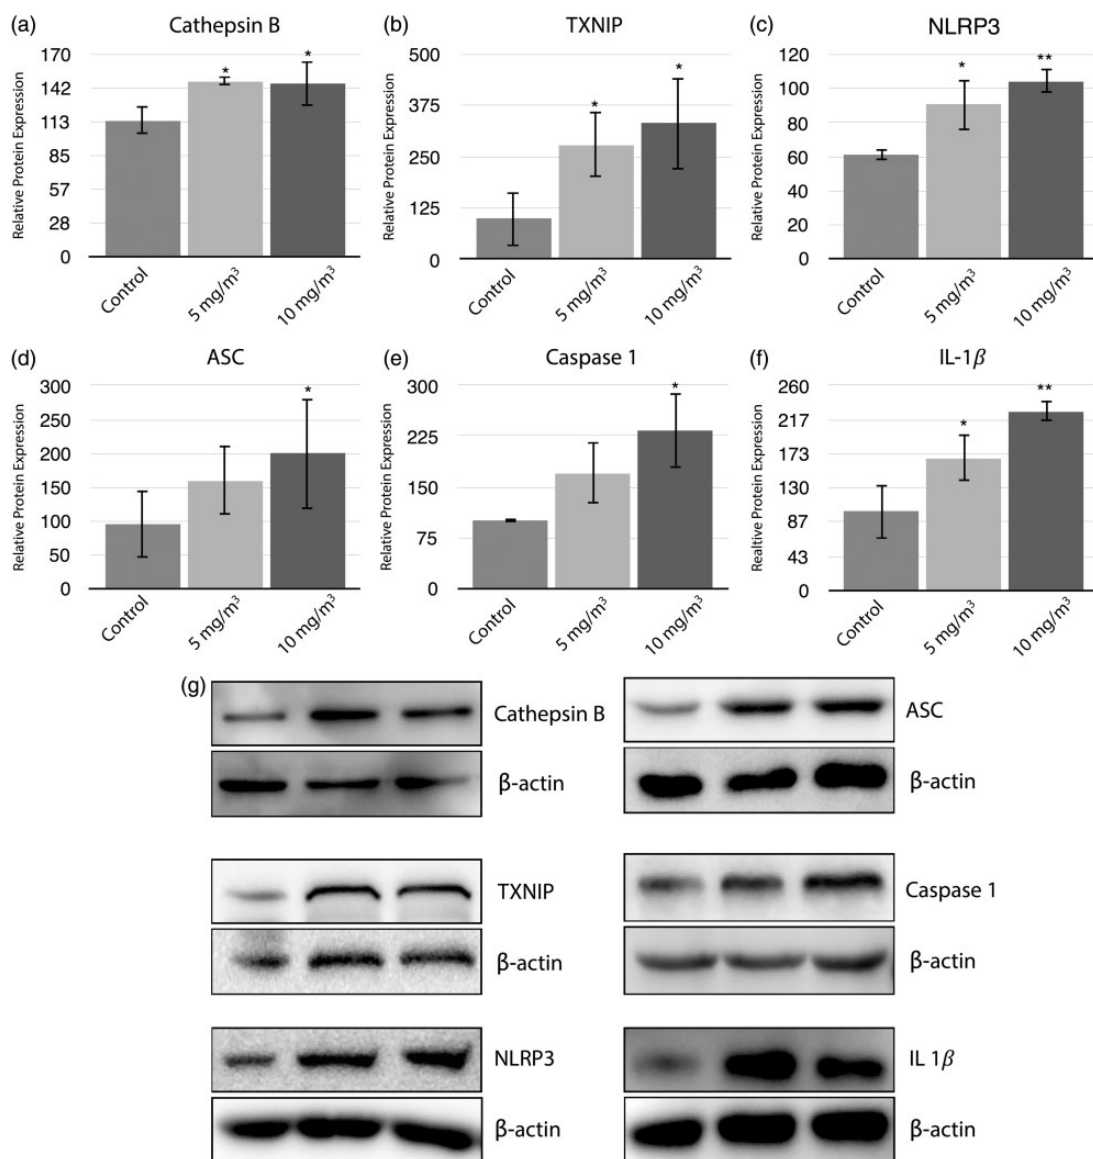 (a) Cathepsin B
Relative Protein Expression
170
142
113
85
57
28
0
Control
5 mg/m³
10 mg/m³
*
*
(b) TXNIP
Relative Protein Expression
500
375
250
125
0
Control
5 mg/m³
10 mg/m³
*
*
(c) NLRP3
Relative Protein Expression
120
100
80
60
40
20
0
Control
5 mg/m³
10 mg/m³
*
**
(d) ASC
Relative Protein Expression
300
250
200
150
100
50
0
Control
5 mg/m³
10 mg/m³
*
(e) Caspase 1
Relative Protein Expression
300
225
150
75
0
Control
5 mg/m³
10 mg/m³
*
(f) IL-1β
Realtive Protein Expression
260
217
173
130
87
43
0
Control
5 mg/m³
10 mg/m³
*
**
(g)
Cathepsin B
β-actin
TXNIP
β-actin
NLRP3
β-actin
ASC
β-actin
Caspase 1
β-actin
IL 1β
β-actin